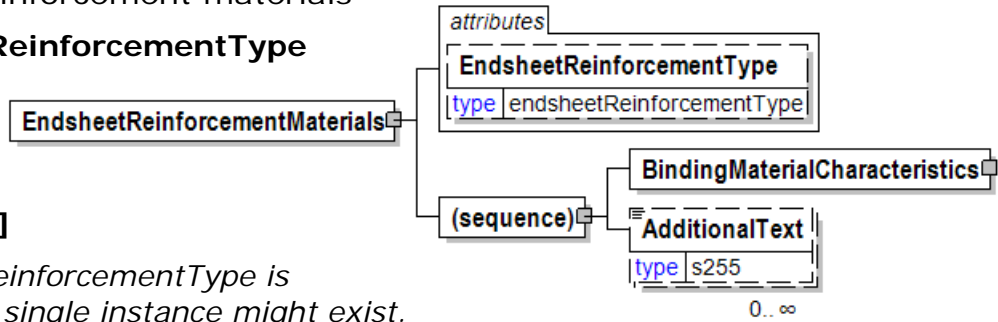 inforcement materials
ReinforcementType
]
einforcementType is
single instance might exist.
attributes
EndsheetReinforcementType
type endsheetReinforcementType
EndsheetReinforcementMaterials
BindingMaterialCharacteristics
(sequence)
AdditionalText
type s255
0.. ∞